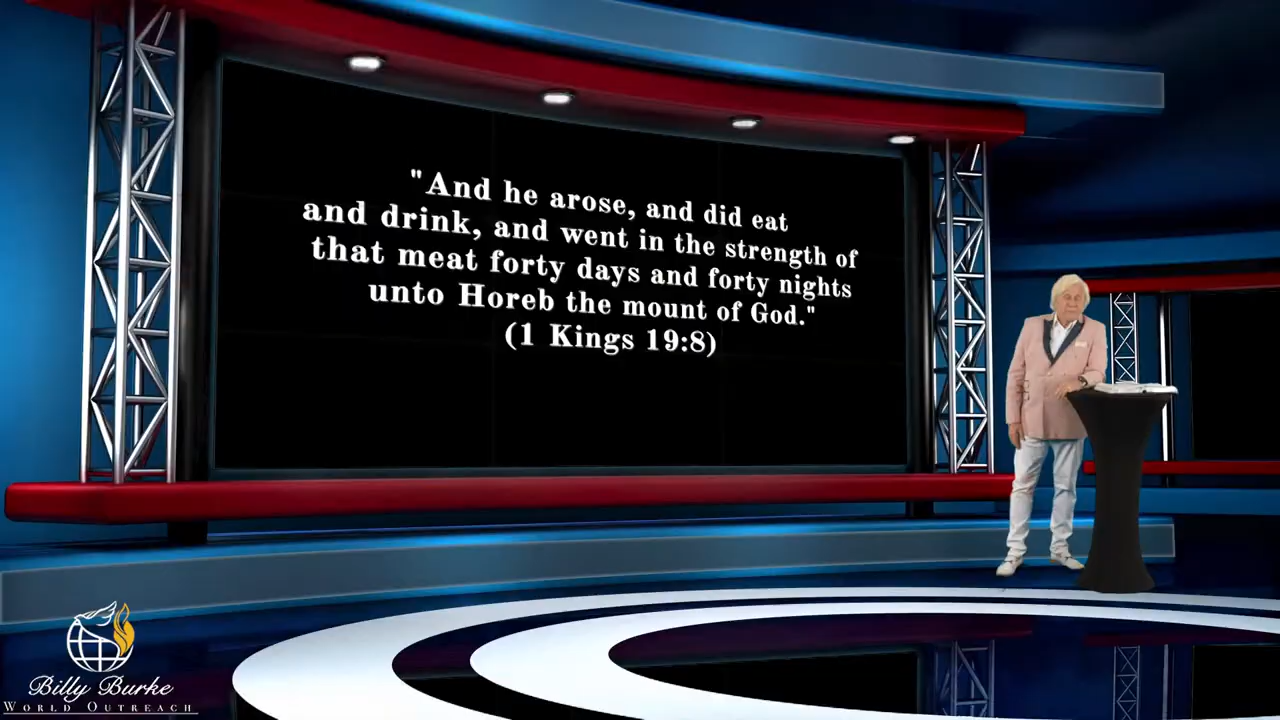 "And he arose, and did eat
and drink, and went in the strength of
that meat forty days and forty nights
unto Horeb the mount of God."
(1 Kings 19:8)
Billy Burke
World Outreach